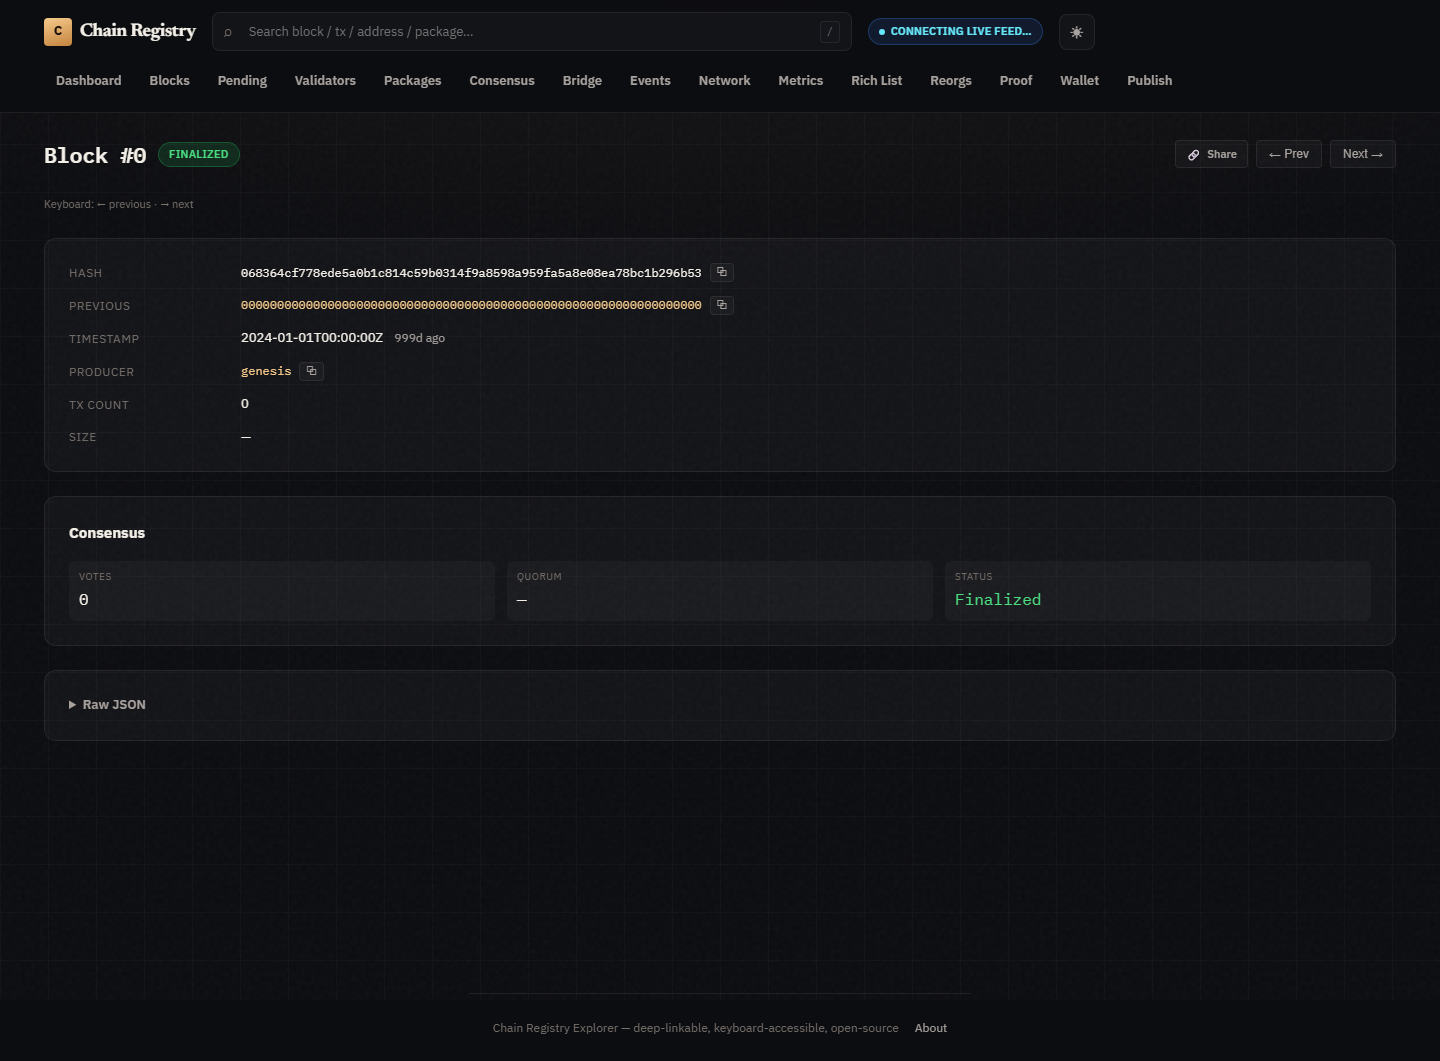 C Chain Registry
Search block / tx / address / package...
/
CONNECTING LIVE FEED...
Dashboard Blocks Pending Validators Packages Consensus Bridge Events Network Metrics Rich List Reorgs Proof Wallet Publish
Block #0 FINALIZED
Share ← Prev Next →
Keyboard: ← previous · → next
HASH 068364cf778ede5a0b1c814c59b0314f9a8598a959fa5a8e08ea78bc1b296b53
PREVIOUS 0000000000000000000000000000000000000000000000000000000000000000
TIMESTAMP 2024-01-01T00:00:00Z 999d ago
PRODUCER genesis
TX COUNT 0
SIZE —
Consensus
VOTES QUORUM STATUS
0 — Finalized
Raw JSON
Chain Registry Explorer — deep-linkable, keyboard-accessible, open-source About